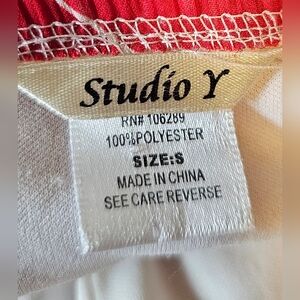 Studio Y
RN# 106289
100%POLYESTER
SIZE:S
MADE IN CHINA
SEE CARE REVERSE